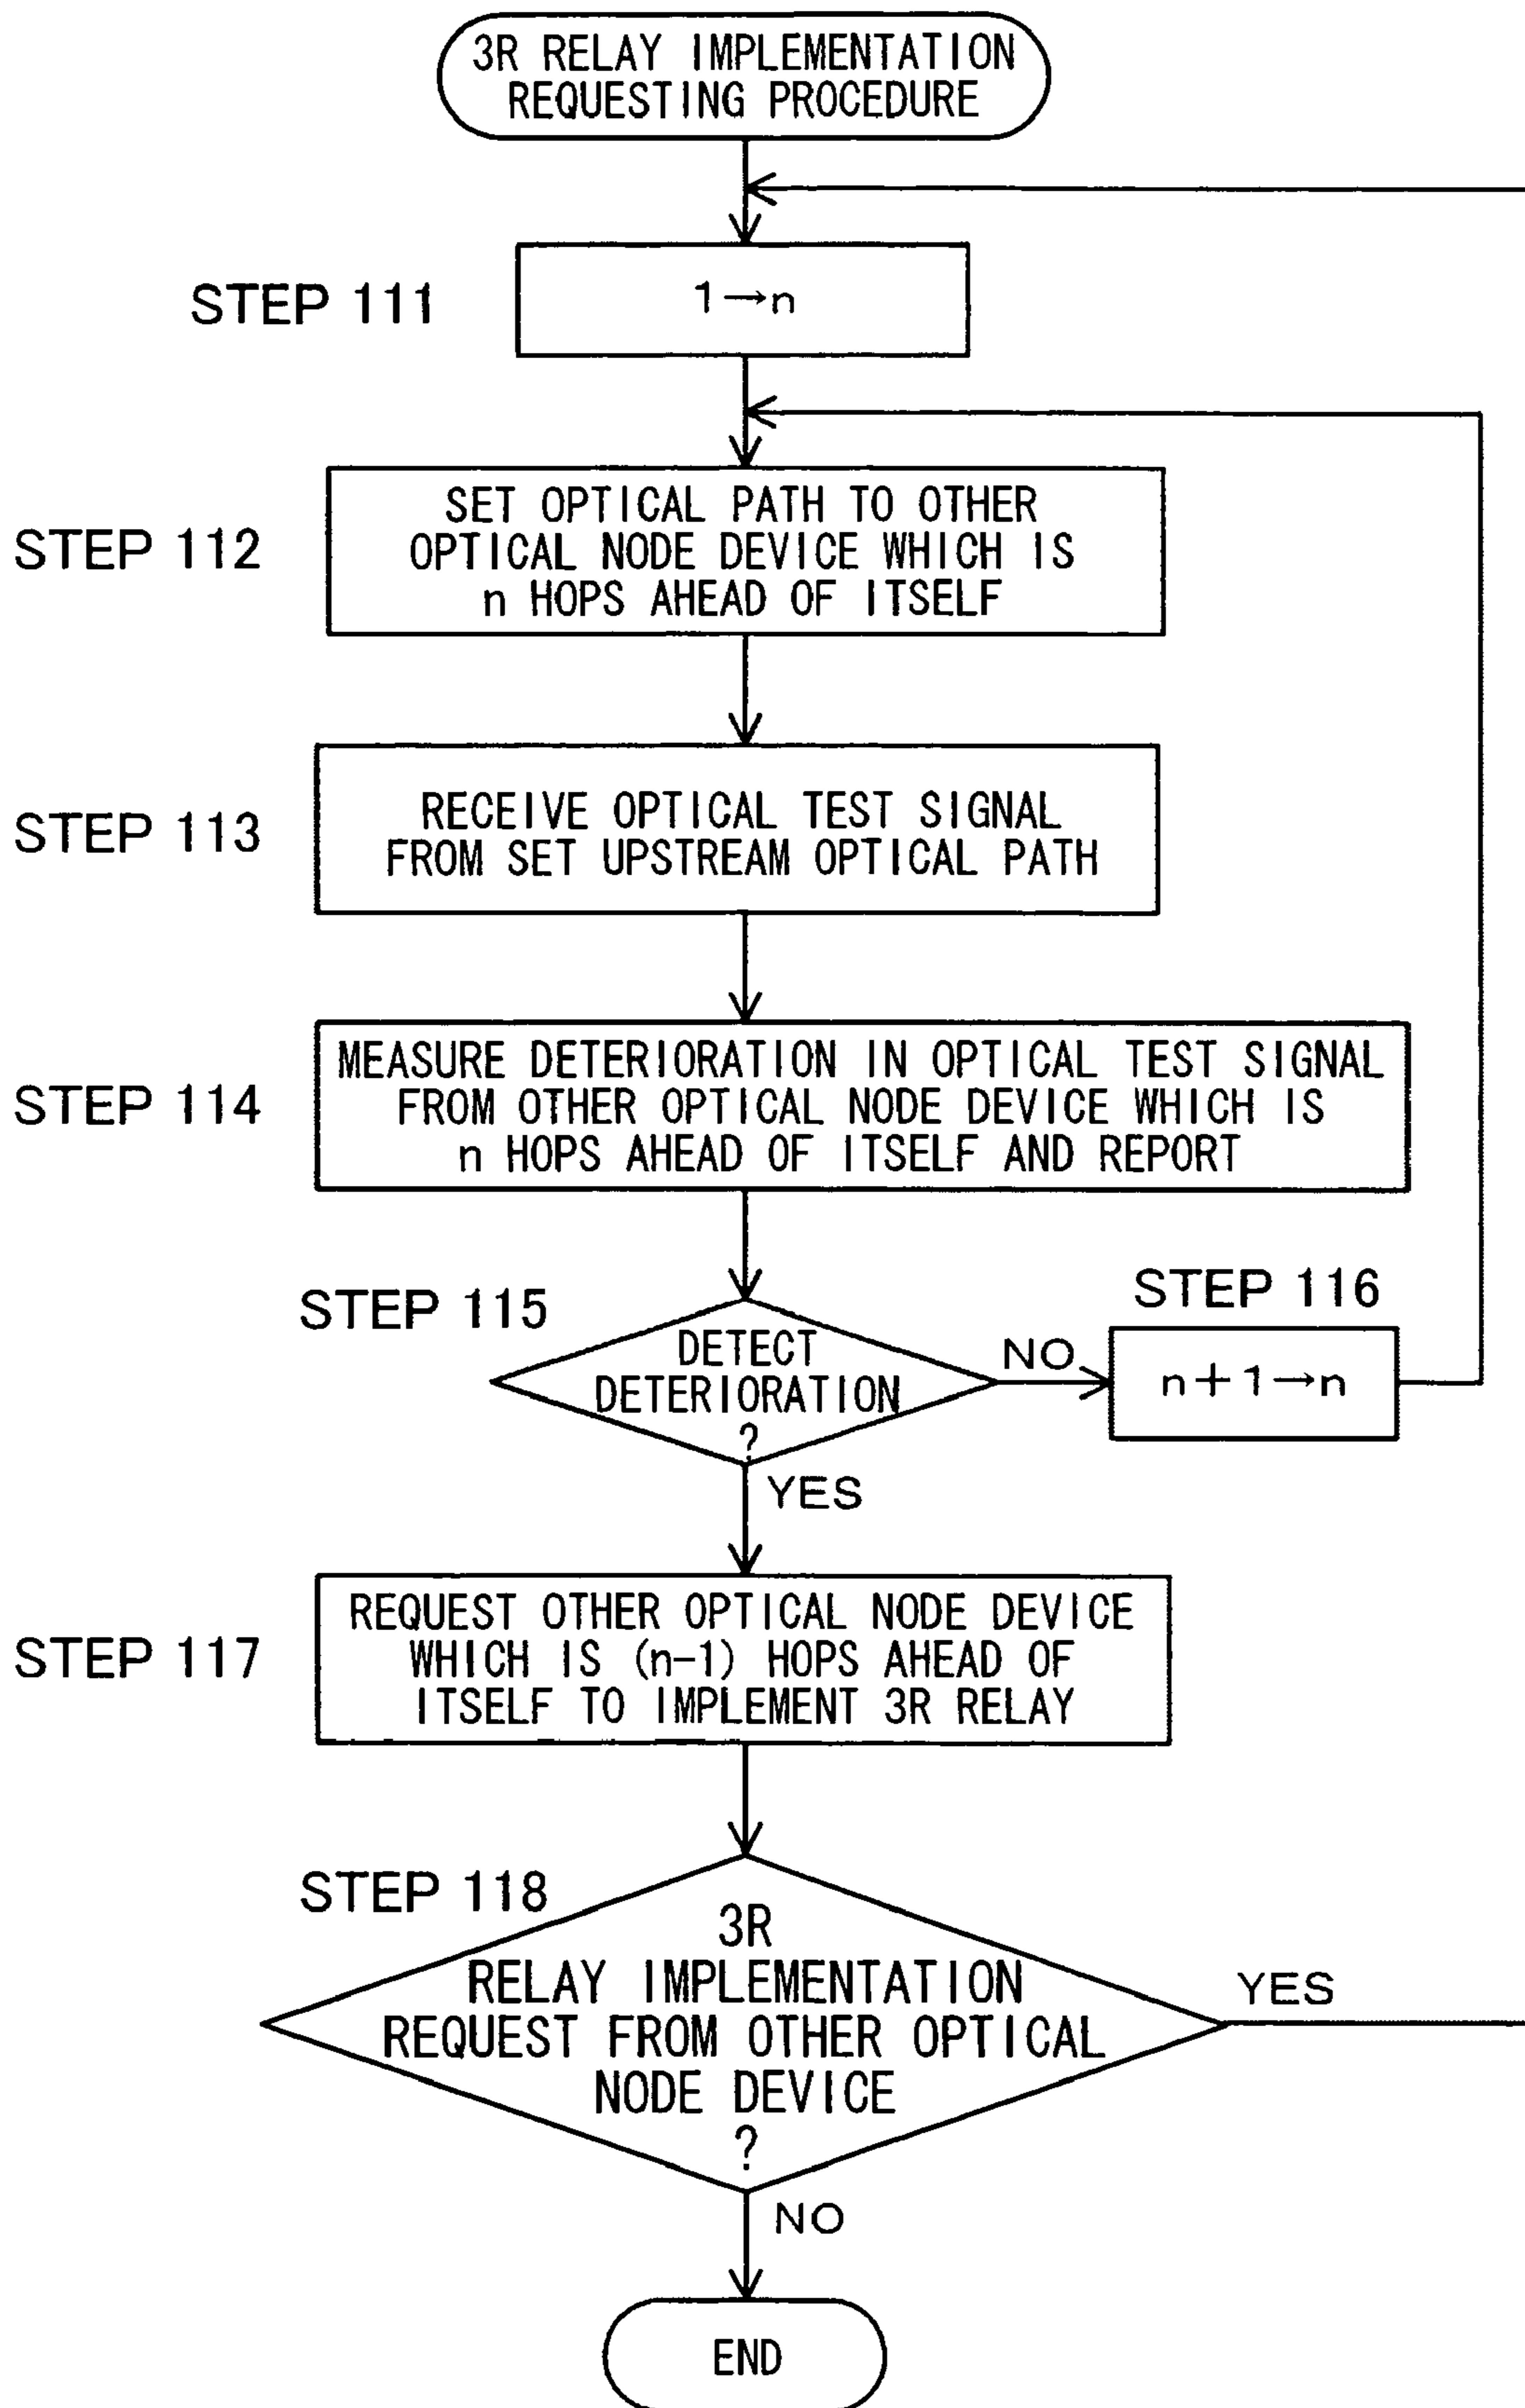 3R RELAY IMPLEMENTATION
REQUESTING PROCEDURE
STEP 111
1→n
STEP 112
SET OPTICAL PATH TO OTHER
OPTICAL NODE DEVICE WHICH IS
n HOPS AHEAD OF ITSELF
STEP 113
RECEIVE OPTICAL TEST SIGNAL
FROM SET UPSTREAM OPTICAL PATH
STEP 114
MEASURE DETERIORATION IN OPTICAL TEST SIGNAL
FROM OTHER OPTICAL NODE DEVICE WHICH IS
n HOPS AHEAD OF ITSELF AND REPORT
STEP 115
DETECT
DETERIORATION
?
NO
STEP 116
n+1→n
YES
STEP 117
REQUEST OTHER OPTICAL NODE DEVICE
WHICH IS (n-1) HOPS AHEAD OF
ITSELF TO IMPLEMENT 3R RELAY
STEP 118
3R
RELAY IMPLEMENTATION
REQUEST FROM OTHER OPTICAL
NODE DEVICE
?
YES
NO
END